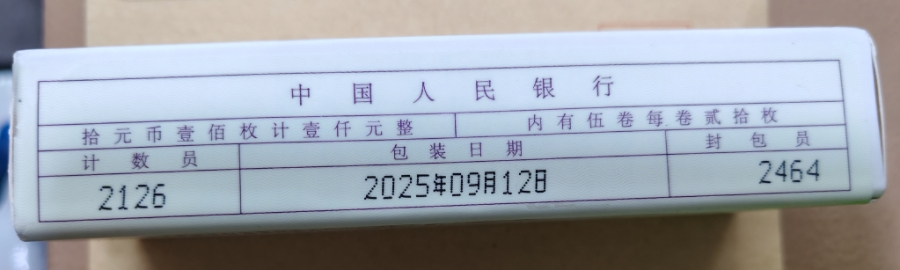 中国人民银行
拾元币壹佰枚计壹仟元整 内有伍卷每卷贰拾枚
计数员 包装日期 封包员
2126 2025年09月12日 2464